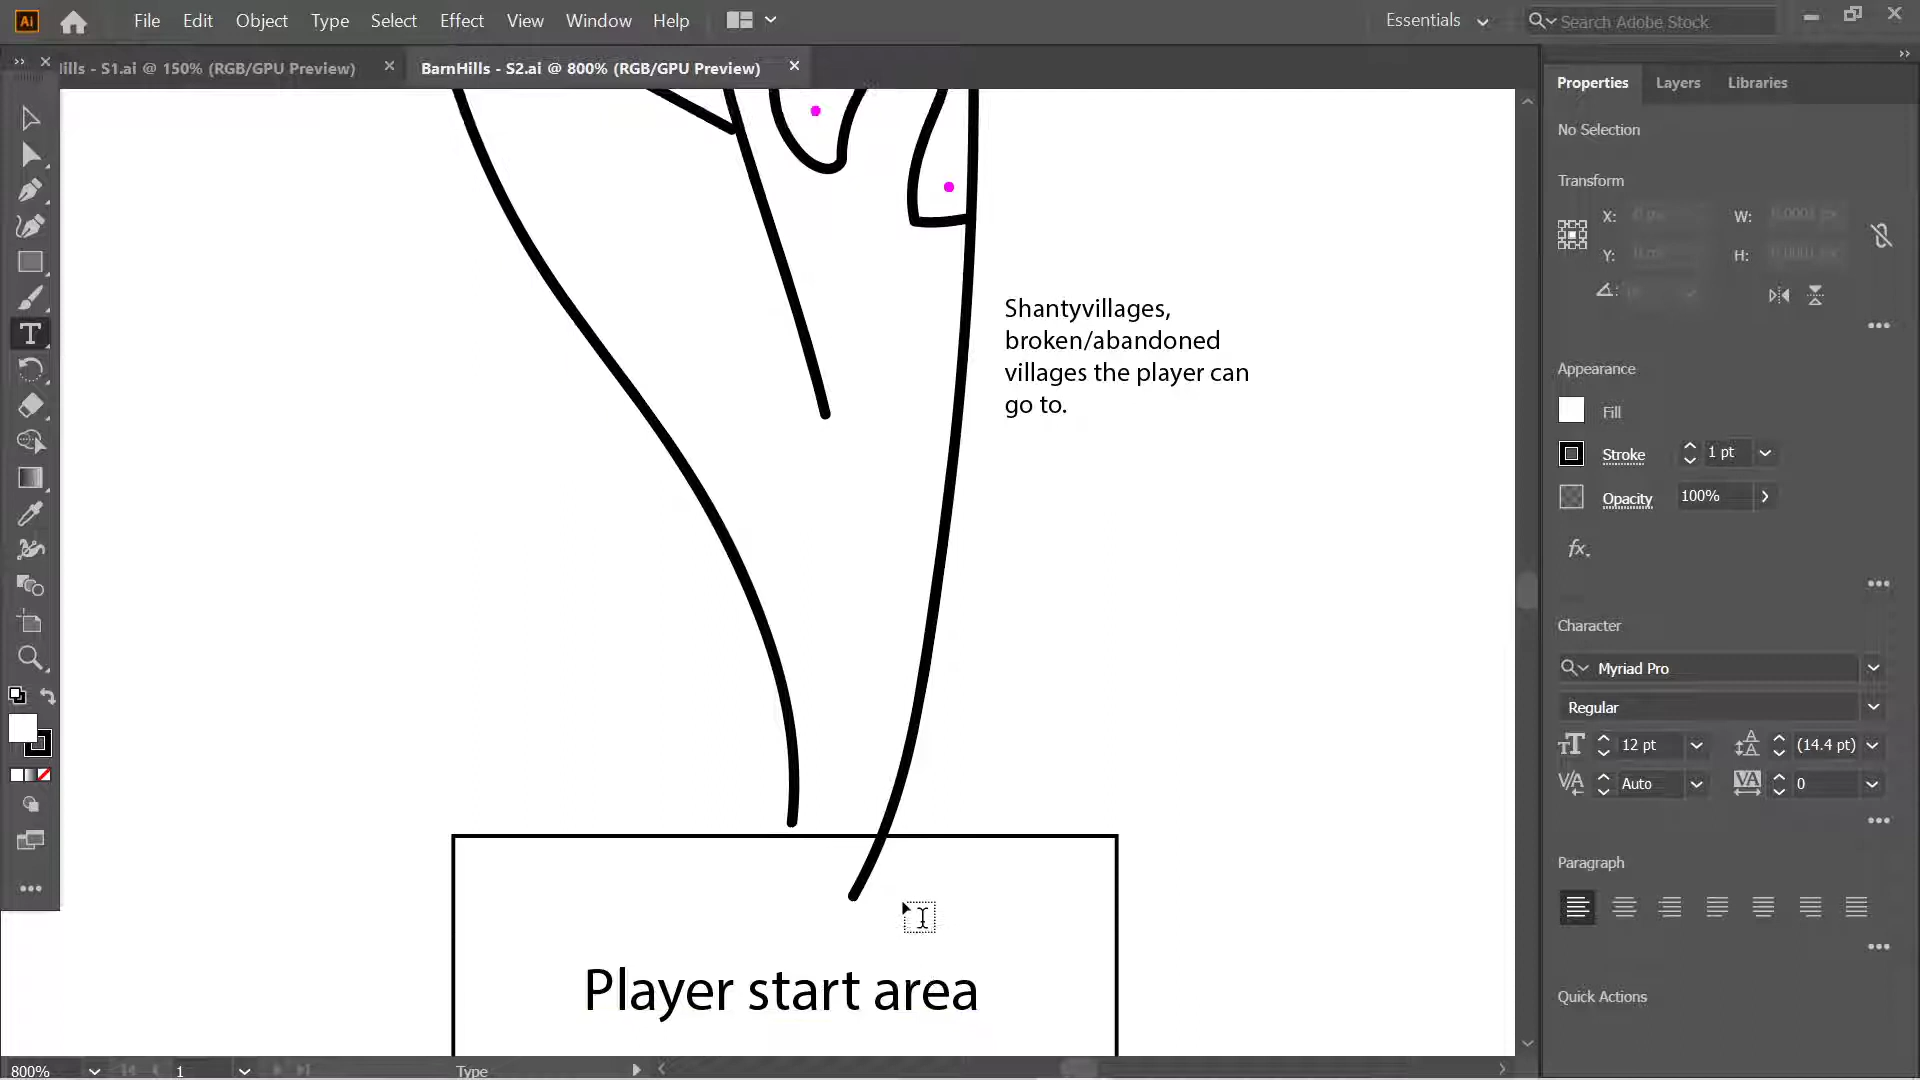 Ai File Edit Object Type Select Effect View Window Help Essentials Search Adobe Stock
ills - S1.ai @ 150% (RGB/GPU Preview) BarnHills - S2.ai @ 800% (RGB/GPU Preview)
Properties Layers Libraries
No Selection
Transform
X: W:
Y: H:
Appearance
Fill
Stroke 1 pt
Opacity 100%
fx.
Character
Myriad Pro
Regular
12 pt (14.4 pt)
Auto 0
Paragraph
Quick Actions
Shantyvillages,
broken/abandoned
villages the player can
go to.
Player start area
800% 1 Type